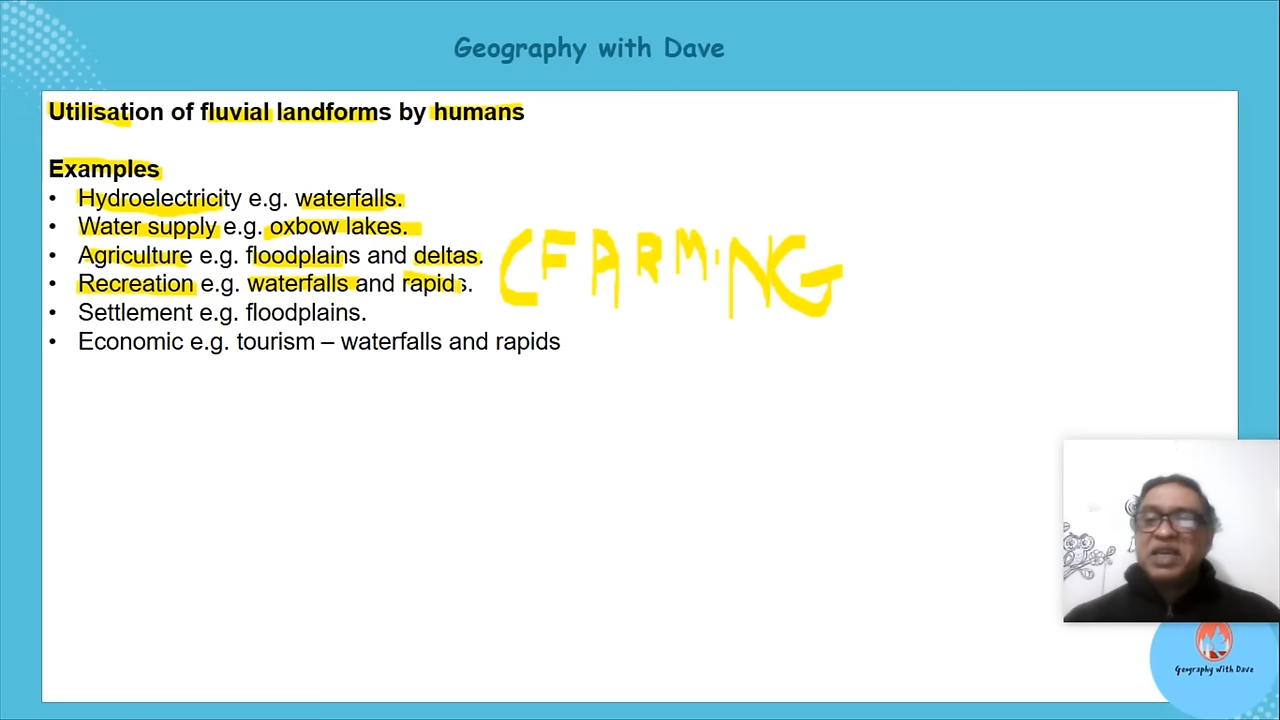 Geography with Dave
Utilisation of fluvial landforms by humans
Examples
• Hydroelectricity e.g. waterfalls.
• Water supply e.g. oxbow lakes.
• Agriculture e.g. floodplains and deltas.
• Recreation e.g. waterfalls and rapids.
(FARMING
• Settlement e.g. floodplains.
• Economic e.g. tourism – waterfalls and rapids
Geography with Dave